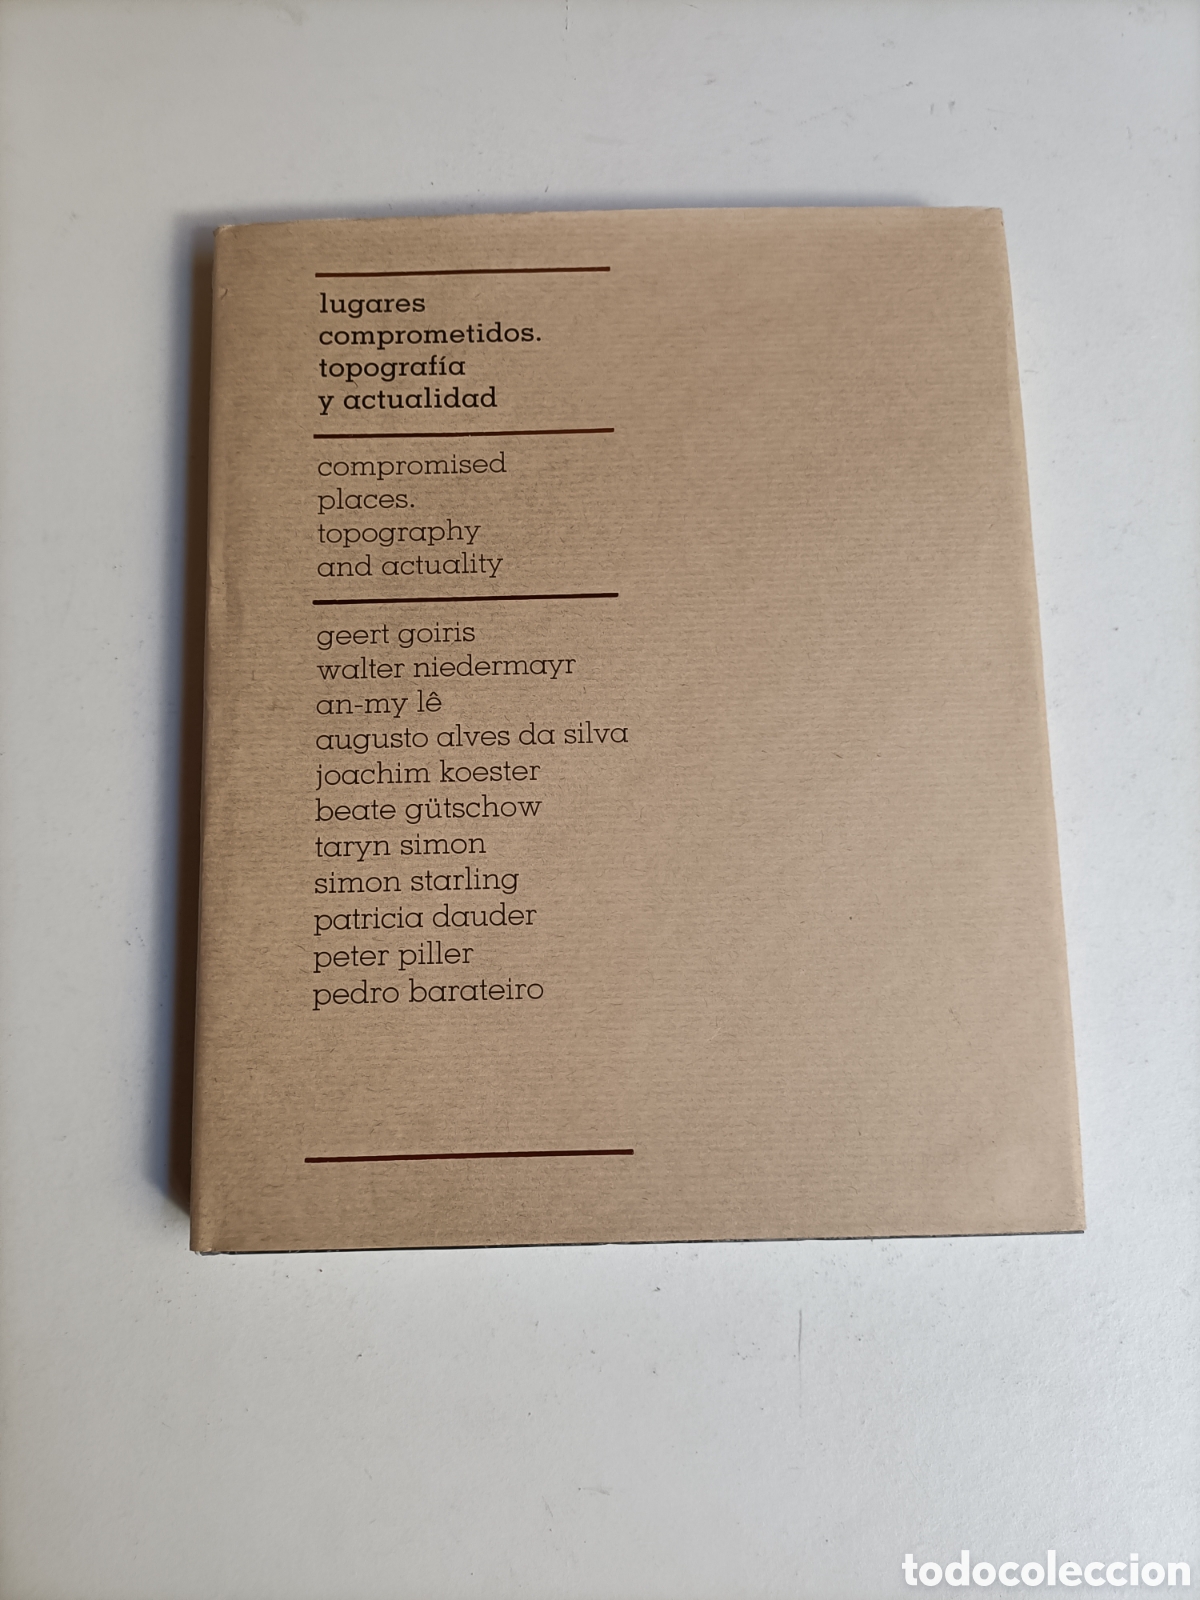 lugares
comprometidos.
topografía
y actualidad
compromised
places.
topography
and actuality
geert goiris
walter niedermayr
an-my lê
augusto alves da silva
joachim koester
beate gütschow
taryn simon
simon starling
patricia dauder
peter piller
pedro barateiro
todocoleccion